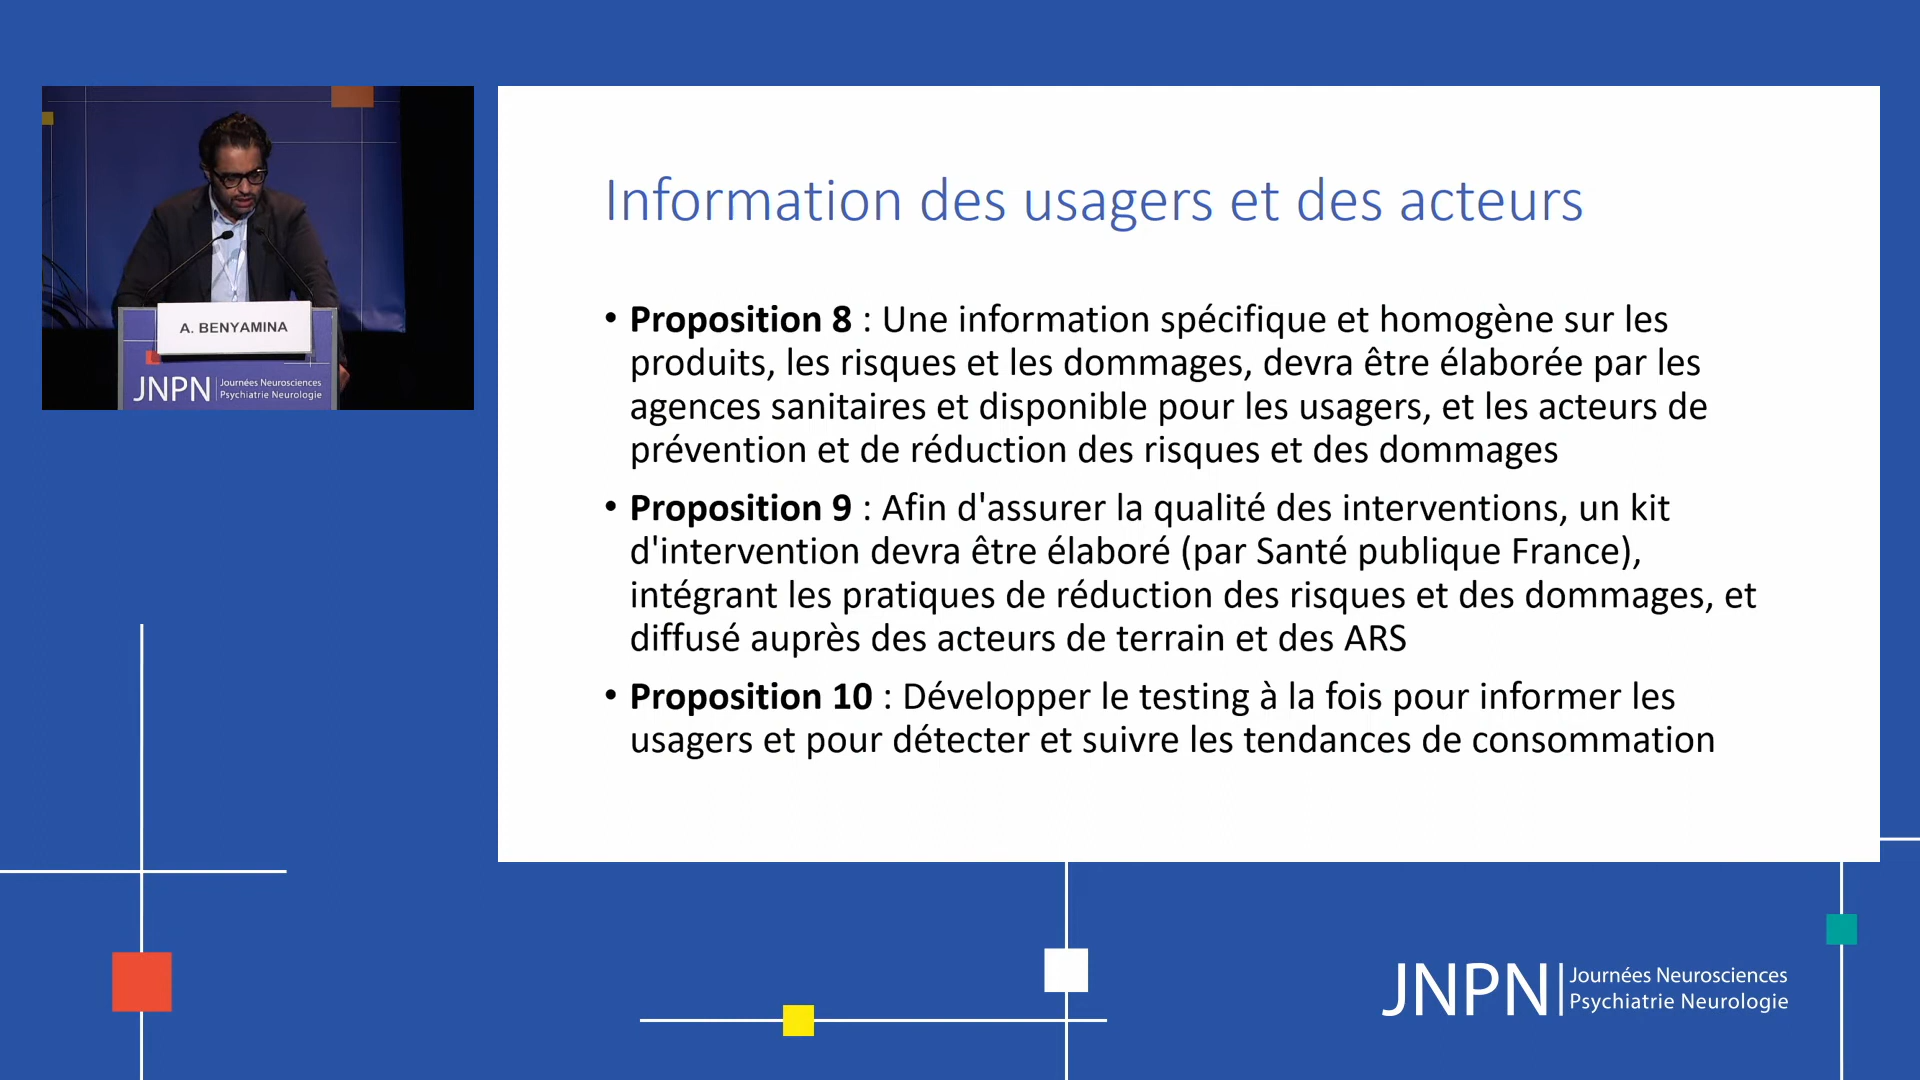 A. BENYAMINA
JNPN
Journées Neurosciences
Psychiatrie Neurologie
Information des usagers et des acteurs
• Proposition 8 : Une information spécifique et homogène sur les
produits, les risques et les dommages, devra être élaborée par les
agences sanitaires et disponible pour les usagers, et les acteurs de
prévention et de réduction des risques et des dommages
• Proposition 9 : Afin d'assurer la qualité des interventions, un kit
d'intervention devra être élaboré (par Santé publique France),
intégrant les pratiques de réduction des risques et des dommages, et
diffusé auprès des acteurs de terrain et des ARS
• Proposition 10 : Développer le testing à la fois pour informer les
usagers et pour détecter et suivre les tendances de consommation
JNPN
Journées Neurosciences
Psychiatrie Neurologie